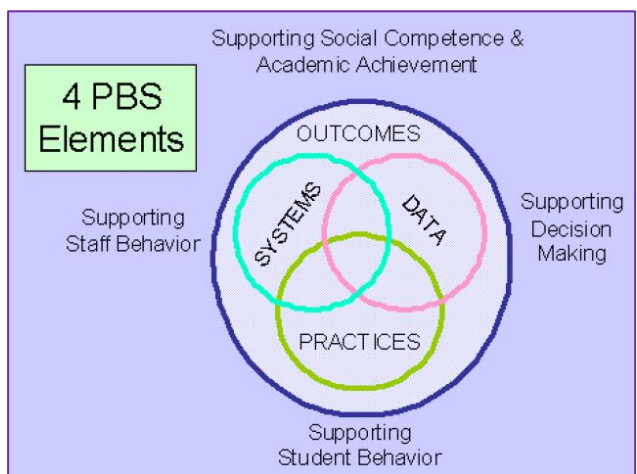 Supporting Social Competence &
Academic Achievement
4 PBS
Elements
OUTCOMES
SYSTEMS
DATA
Supporting
Staff Behavior
Supporting
Decision
Making
PRACTICES
Supporting
Student Behavior